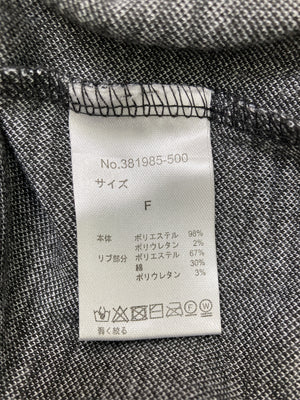 No.381985-500
サイズ
F
本体 ポリエステル 98%
ポリウレタン 2%
リブ部分 ポリエステル 67%
綿 30%
ポリウレタン 3%
弱く絞る